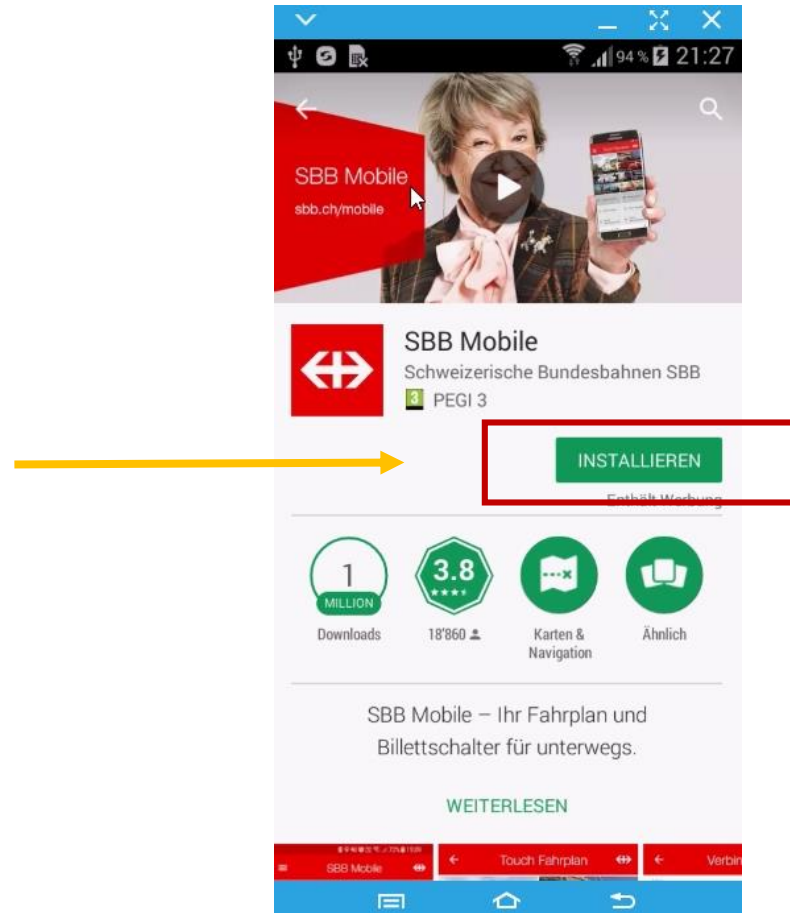 94 % 21:27
SBB Mobile
sbb.ch/mobile
SBB Mobile
Schweizerische Bundesbahnen SBB
3 PEGI 3
INSTALLIEREN
Enthält Werbung
1
MILLION
Downloads
3.8
18'860
Karten &
Navigation
Ähnlich
SBB Mobile – Ihr Fahrplan und
Billettschalter für unterwegs.
WEITERLESEN
SBB Mobile
Touch Fahrplan
Verbin